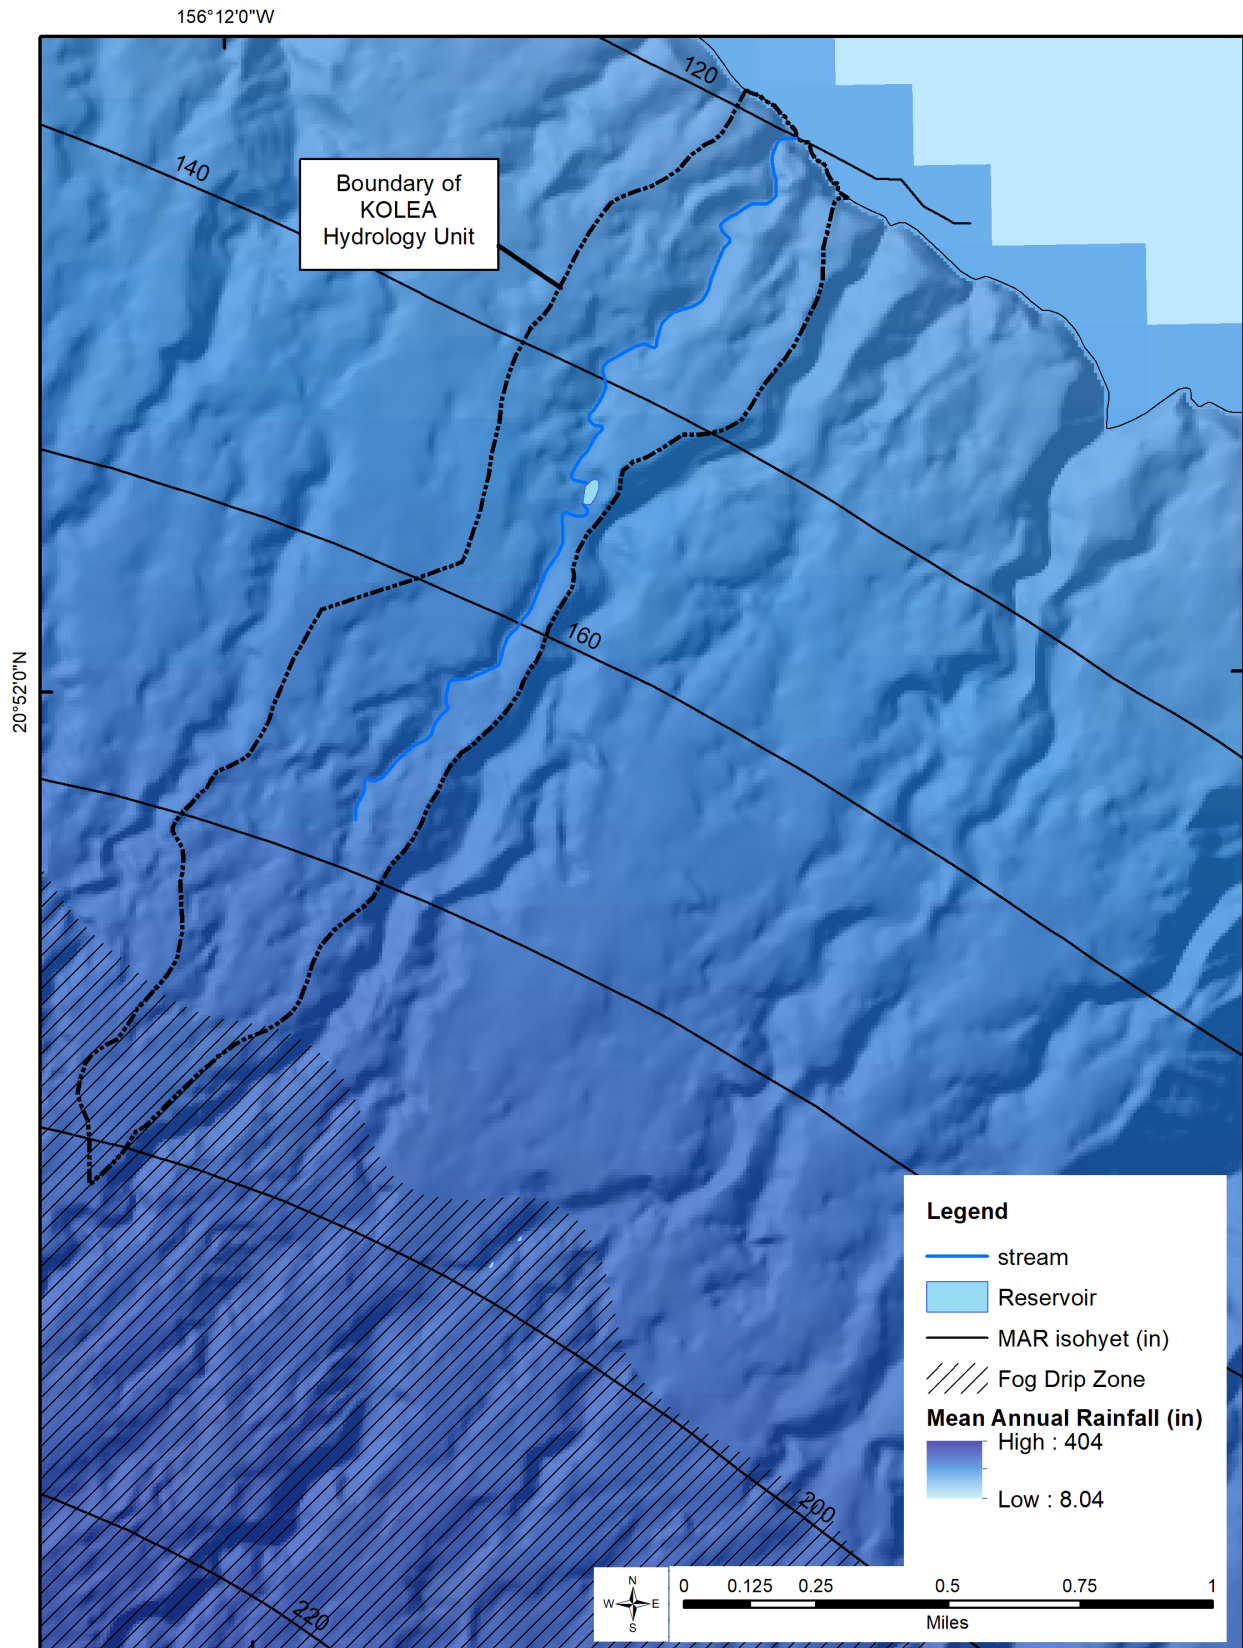 156°12'0"W
120
140
Boundary of
KOLEA
Hydrology Unit
160
20°52'0"N
200
220
Legend
stream
Reservoir
MAR isohyet (in)
Fog Drip Zone
Mean Annual Rainfall (in)
High : 404
Low : 8.04
N
W E
S
0 0.125 0.25 0.5 0.75 1
Miles